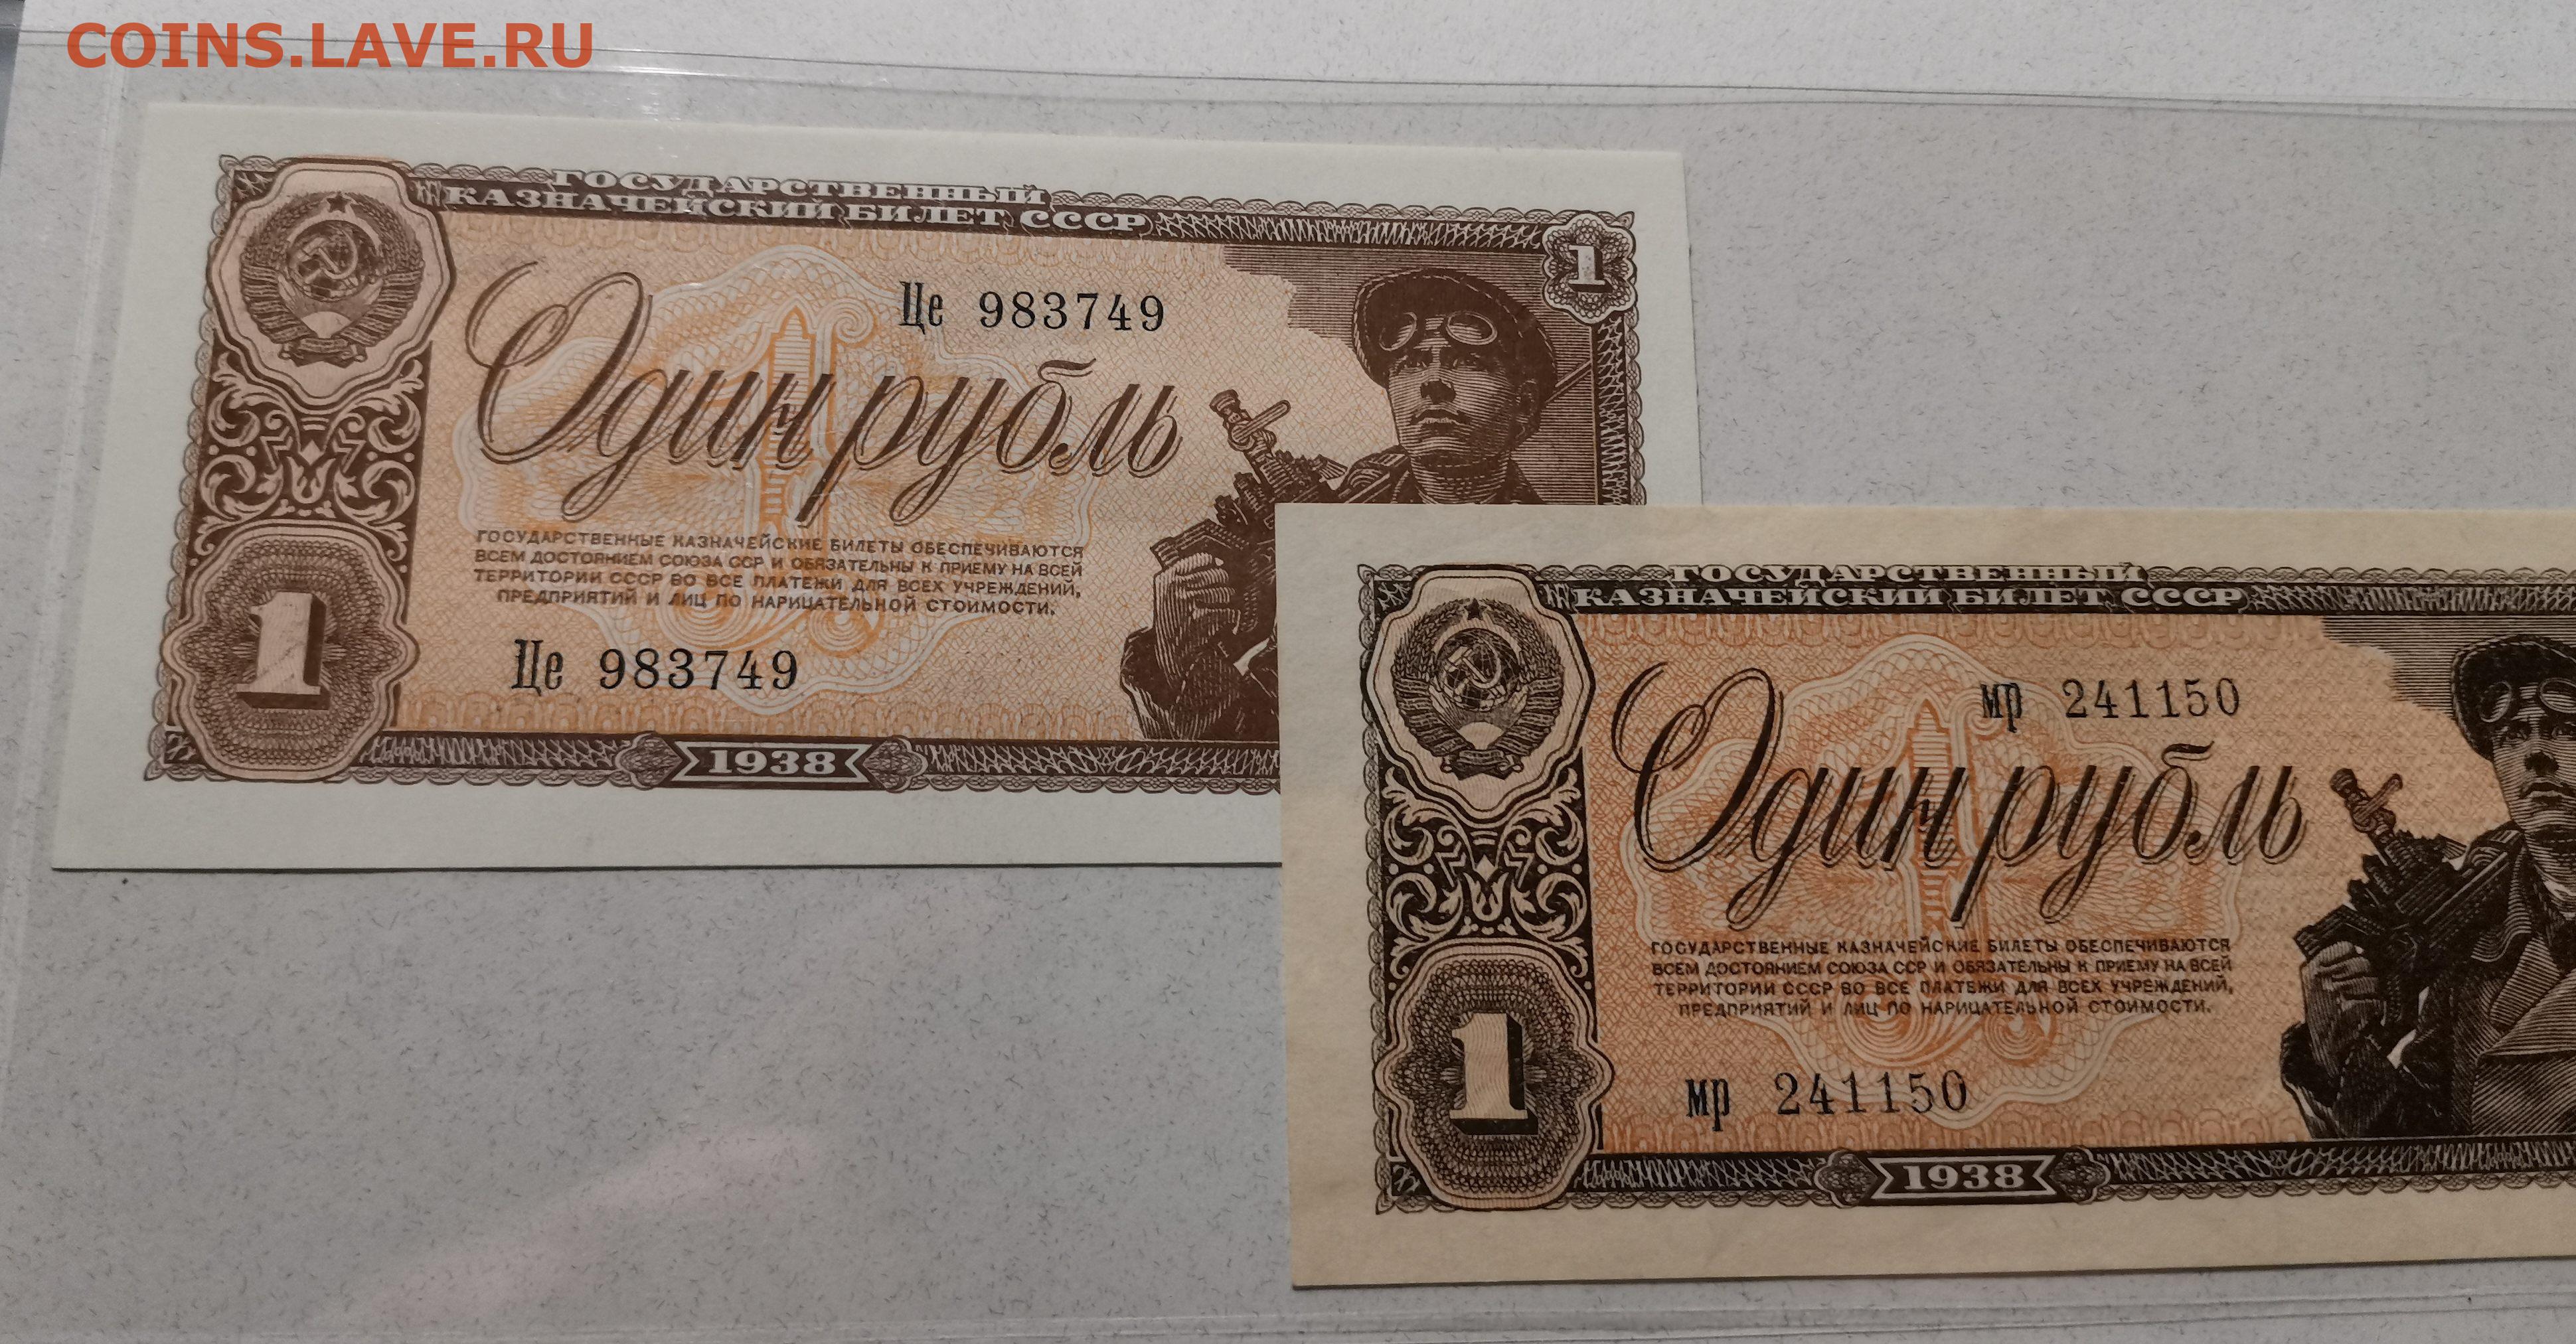 COINS.LAVE.RU
ГОСУДАРСТВЕННЫЙ
КАЗНАЧЕЙСКИЙ БИЛЕТ СССР
1
Це 983749
Один рубль
ГОСУДАРСТВЕННЫЕ КАЗНАЧЕЙСКИЕ БИЛЕТЫ ОБЕСПЕЧИВАЮТСЯ
ВСЕМ ДОСТОЯНИЕМ СОЮЗА ССР И ОБЯЗАТЕЛЬНЫ К ПРИЕМУ НА ВСЕЙ
ТЕРРИТОРИИ СССР ВО ВСЕ ПЛАТЕЖИ ДЛЯ ВСЕХ УЧРЕЖДЕНИЙ,
ПРЕДПРИЯТИЙ И ЛИЦ ПО НАРИЦАТЕЛЬНОЙ СТОИМОСТИ.
1
Це 983749
1938
ГОСУДАРСТВЕННЫЙ
КАЗНАЧЕЙСКИЙ БИЛЕТ СССР
мр 241150
Один рубль
ГОСУДАРСТВЕННЫЕ КАЗНАЧЕЙСКИЕ БИЛЕТЫ ОБЕСПЕЧИВАЮТСЯ
ВСЕМ ДОСТОЯНИЕМ СОЮЗА ССР И ОБЯЗАТЕЛЬНЫ К ПРИЕМУ НА ВСЕЙ
ТЕРРИТОРИИ СССР ВО ВСЕ ПЛАТЕЖИ ДЛЯ ВСЕХ УЧРЕЖДЕНИЙ,
ПРЕДПРИЯТИЙ И ЛИЦ ПО НАРИЦАТЕЛЬНОЙ СТОИМОСТИ.
1
мр 241150
1938